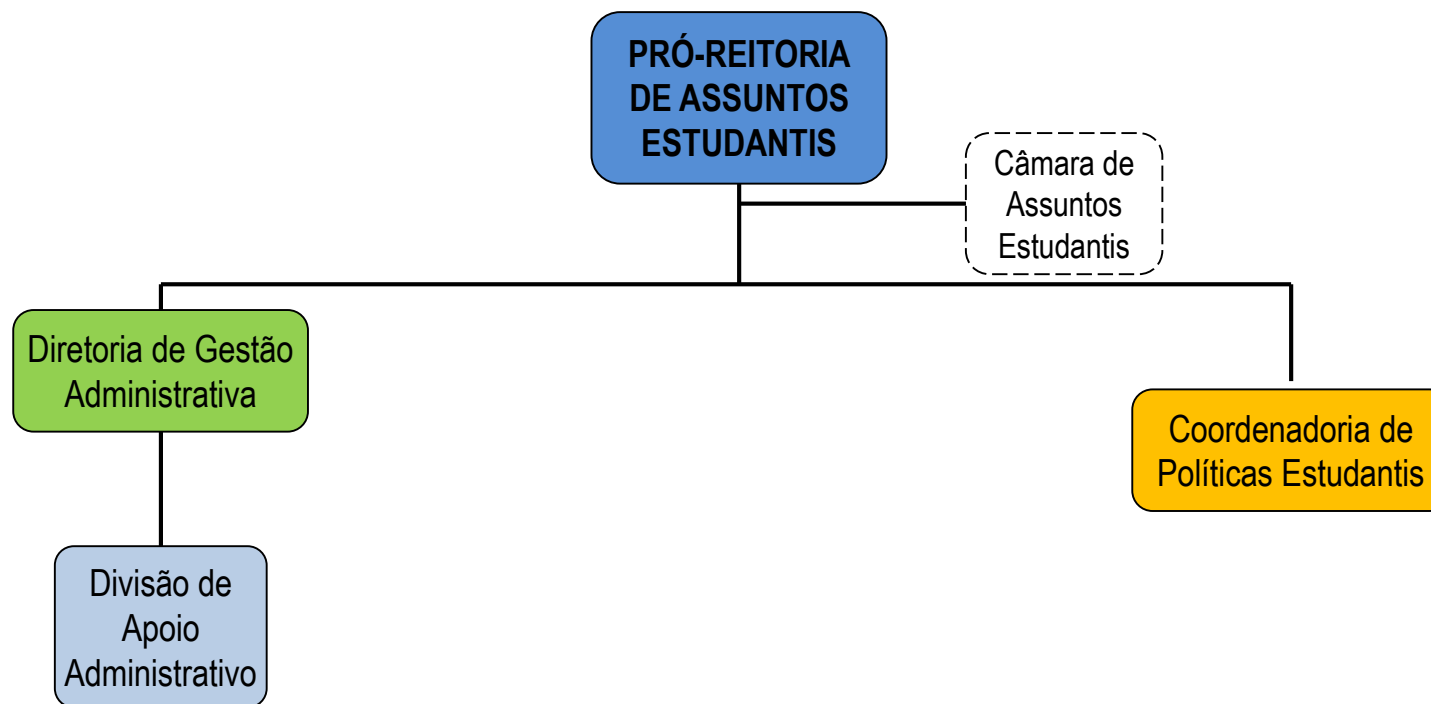 PRÓ-REITORIA
DE ASSUNTOS
ESTUDANTIS
Câmara de
Assuntos
Estudantis
Diretoria de Gestão
Administrativa
Coordenadoria de
Políticas Estudantis
Divisão de
Apoio
Administrativo